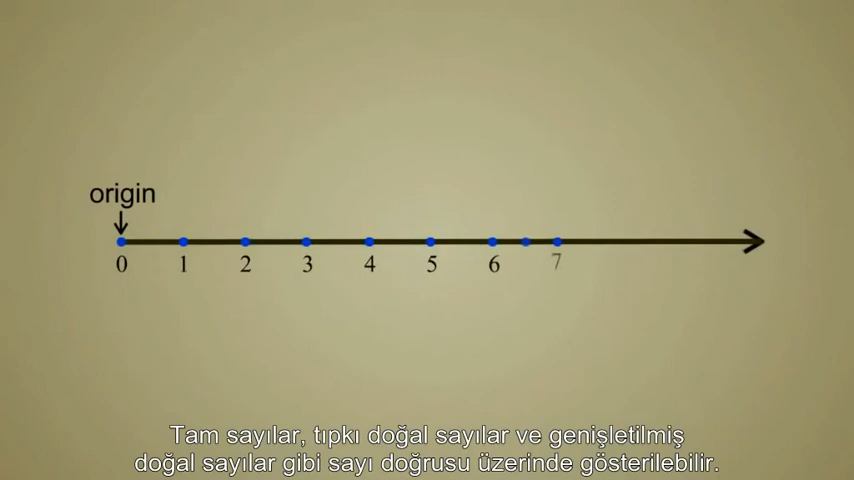 origin
0 1 2 3 4 5 6 7
Tam sayılar, tıpkı doğal sayılar ve genişletilmiş
doğal sayılar gibi sayı doğrusu üzerinde gösterilebilir.